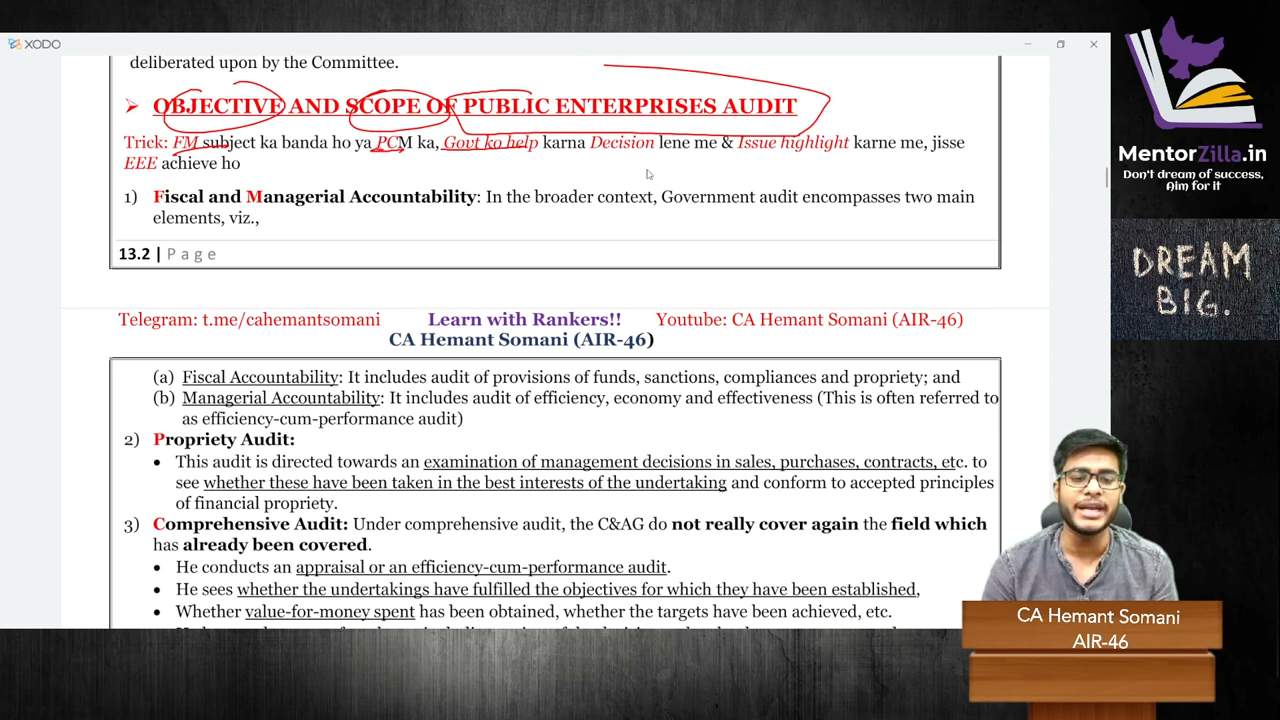 XODO
deliberated upon by the Committee.
➢ OBJECTIVE AND SCOPE OF PUBLIC ENTERPRISES AUDIT
Trick: FM subject ka banda ho ya PCM ka, Govt ko help karna Decision lene me & Issue highlight karne me, jisse
EEE achieve ho
1) Fiscal and Managerial Accountability: In the broader context, Government audit encompasses two main
elements, viz.,
13.2 | Page
Telegram: t.me/cahemantsomani Learn with Rankers!! Youtube: CA Hemant Somani (AIR-46)
CA Hemant Somani (AIR-46)
(a) Fiscal Accountability: It includes audit of provisions of funds, sanctions, compliances and propriety; and
(b) Managerial Accountability: It includes audit of efficiency, economy and effectiveness (This is often referred to
as efficiency-cum-performance audit)
2) Propriety Audit:
• This audit is directed towards an examination of management decisions in sales, purchases, contracts, etc. to
see whether these have been taken in the best interests of the undertaking and conform to accepted principles
of financial propriety.
3) Comprehensive Audit: Under comprehensive audit, the C&AG do not really cover again the field which
has already been covered.
• He conducts an appraisal or an efficiency-cum-performance audit.
• He sees whether the undertakings have fulfilled the objectives for which they have been established,
• Whether value-for-money spent has been obtained, whether the targets have been achieved, etc.
MentorZilla.in
Don't dream of success,
Aim for it
DREAM
BIG.
CA Hemant Somani
AIR-46